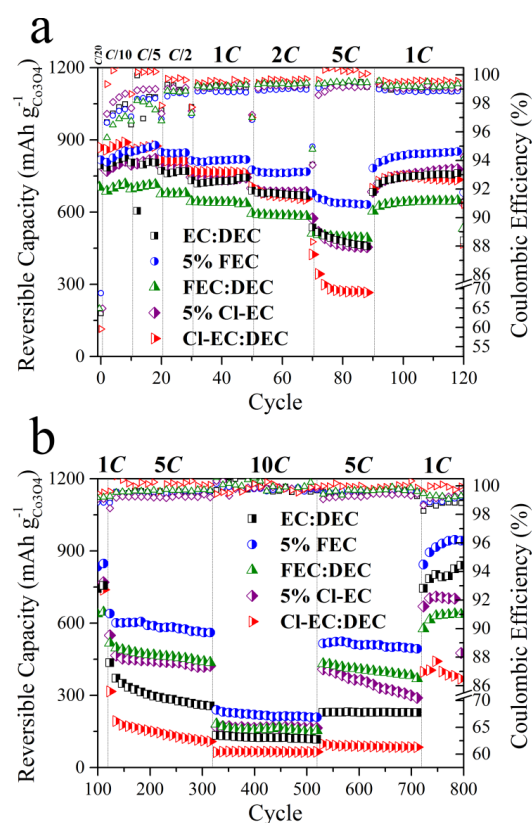 a
C/20 C/10 C/5 C/2 1C 2C 5C 1C
Reversible Capacity (mAh g⁻¹Co3O4)
1200
900
600
300
0
100
98
96
94
92
90
88
86
70
65
60
55
Coulombic Efficiency (%)
EC:DEC
5% FEC
FEC:DEC
5% Cl-EC
Cl-EC:DEC
0 20 40 60 80 100 120
Cycle
b
1C 5C 10C 5C 1C
Reversible Capacity (mAh g⁻¹Co3O4)
1200
900
600
300
0
100
98
96
94
92
90
88
86
70
65
60
Coulombic Efficiency (%)
EC:DEC
5% FEC
FEC:DEC
5% Cl-EC
Cl-EC:DEC
100 200 300 400 500 600 700 800
Cycle